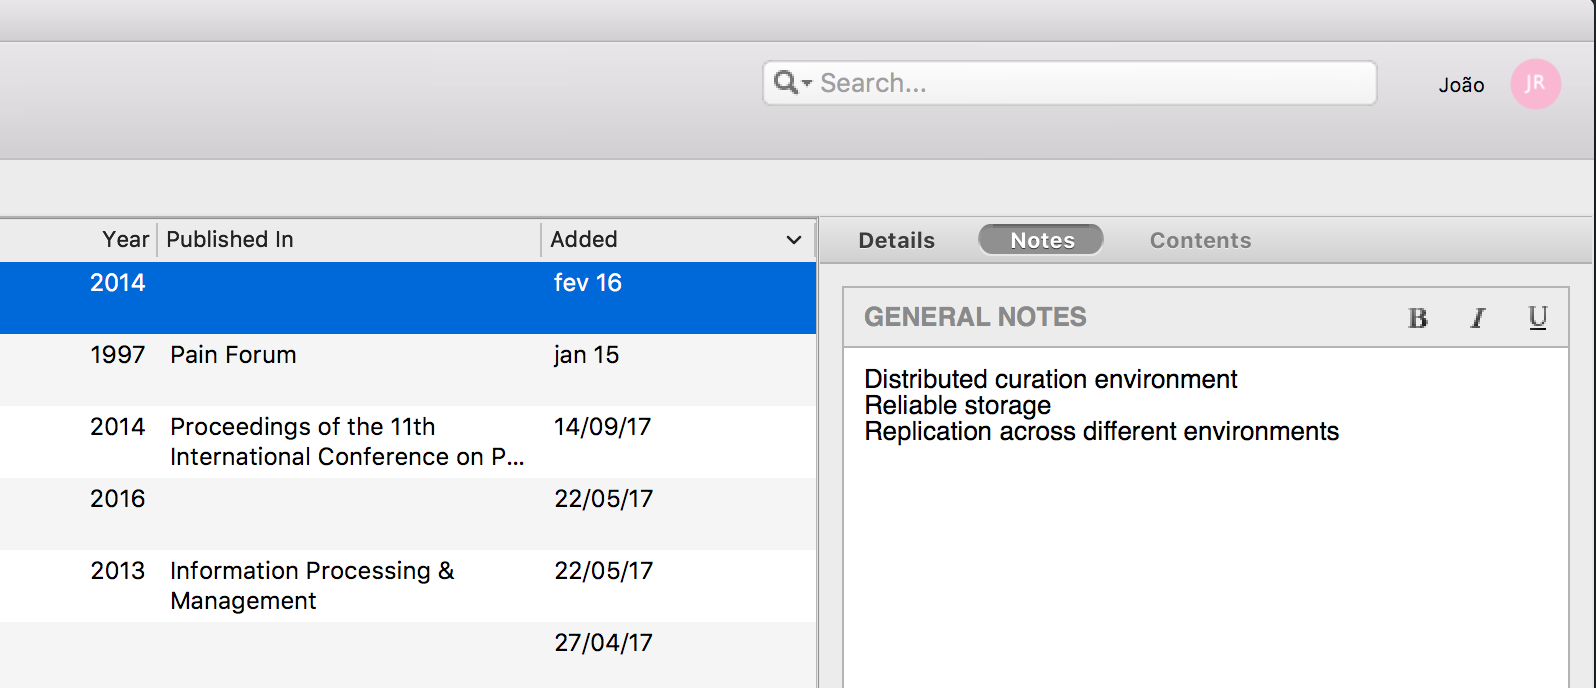 Search...
João
JR
Year Published In Added
Details Notes Contents
2014 fev 16
GENERAL NOTES B I U
1997 Pain Forum jan 15
Distributed curation environment
Reliable storage
Replication across different environments
2014 Proceedings of the 11th 14/09/17
International Conference on P...
2016 22/05/17
2013 Information Processing & 22/05/17
Management
27/04/17